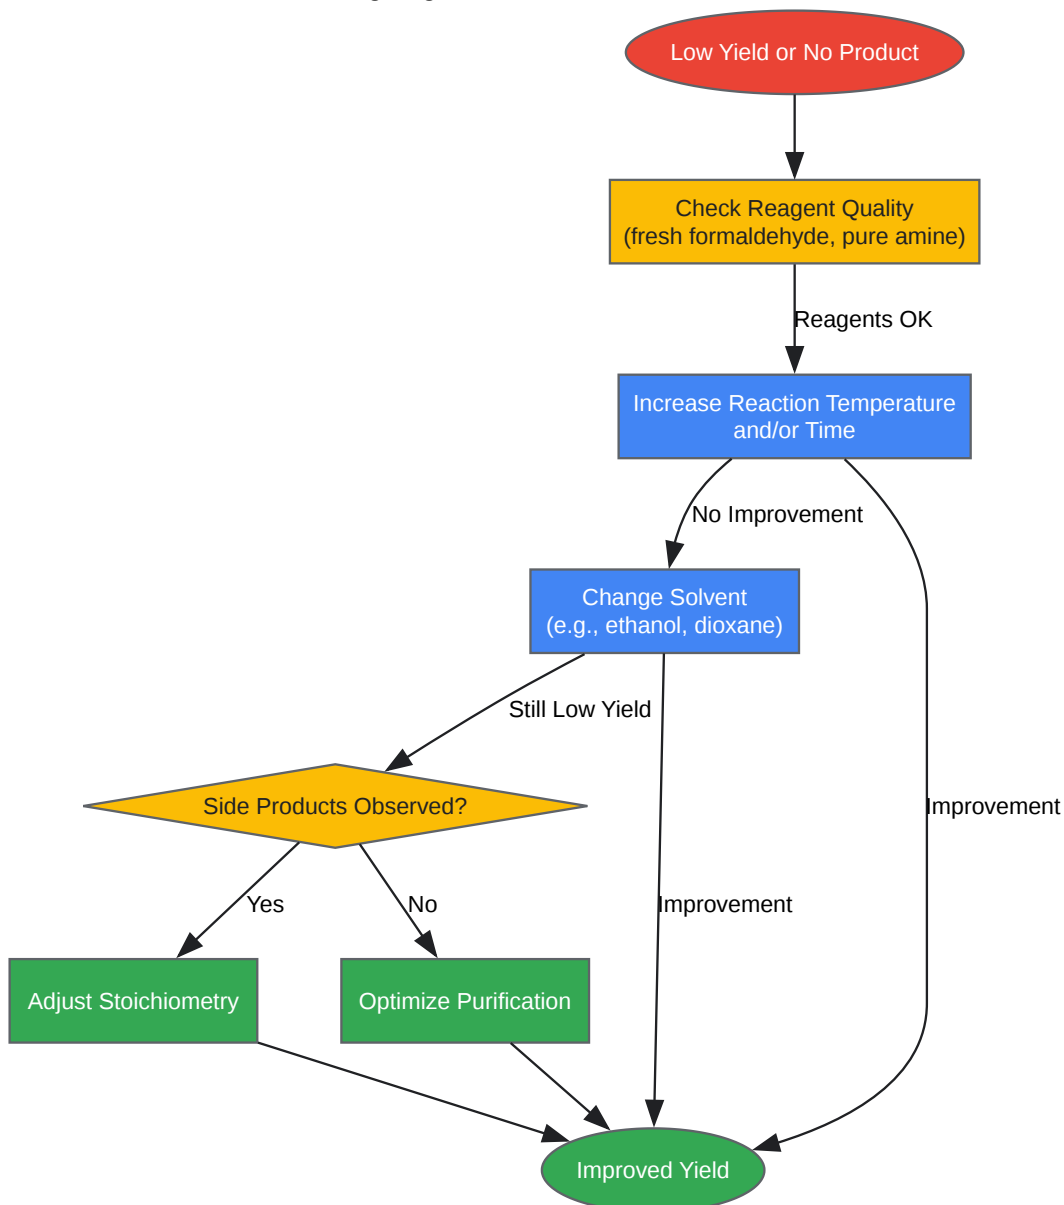 Low Yield or No Product
Check Reagent Quality
(fresh formaldehyde, pure amine)
Reagents OK
Increase Reaction Temperature
and/or Time
No Improvement
Change Solvent
(e.g., ethanol, dioxane)
Still Low Yield
Side Products Observed?
Improvement
Yes
No
Improvement
Adjust Stoichiometry
Optimize Purification
Improved Yield